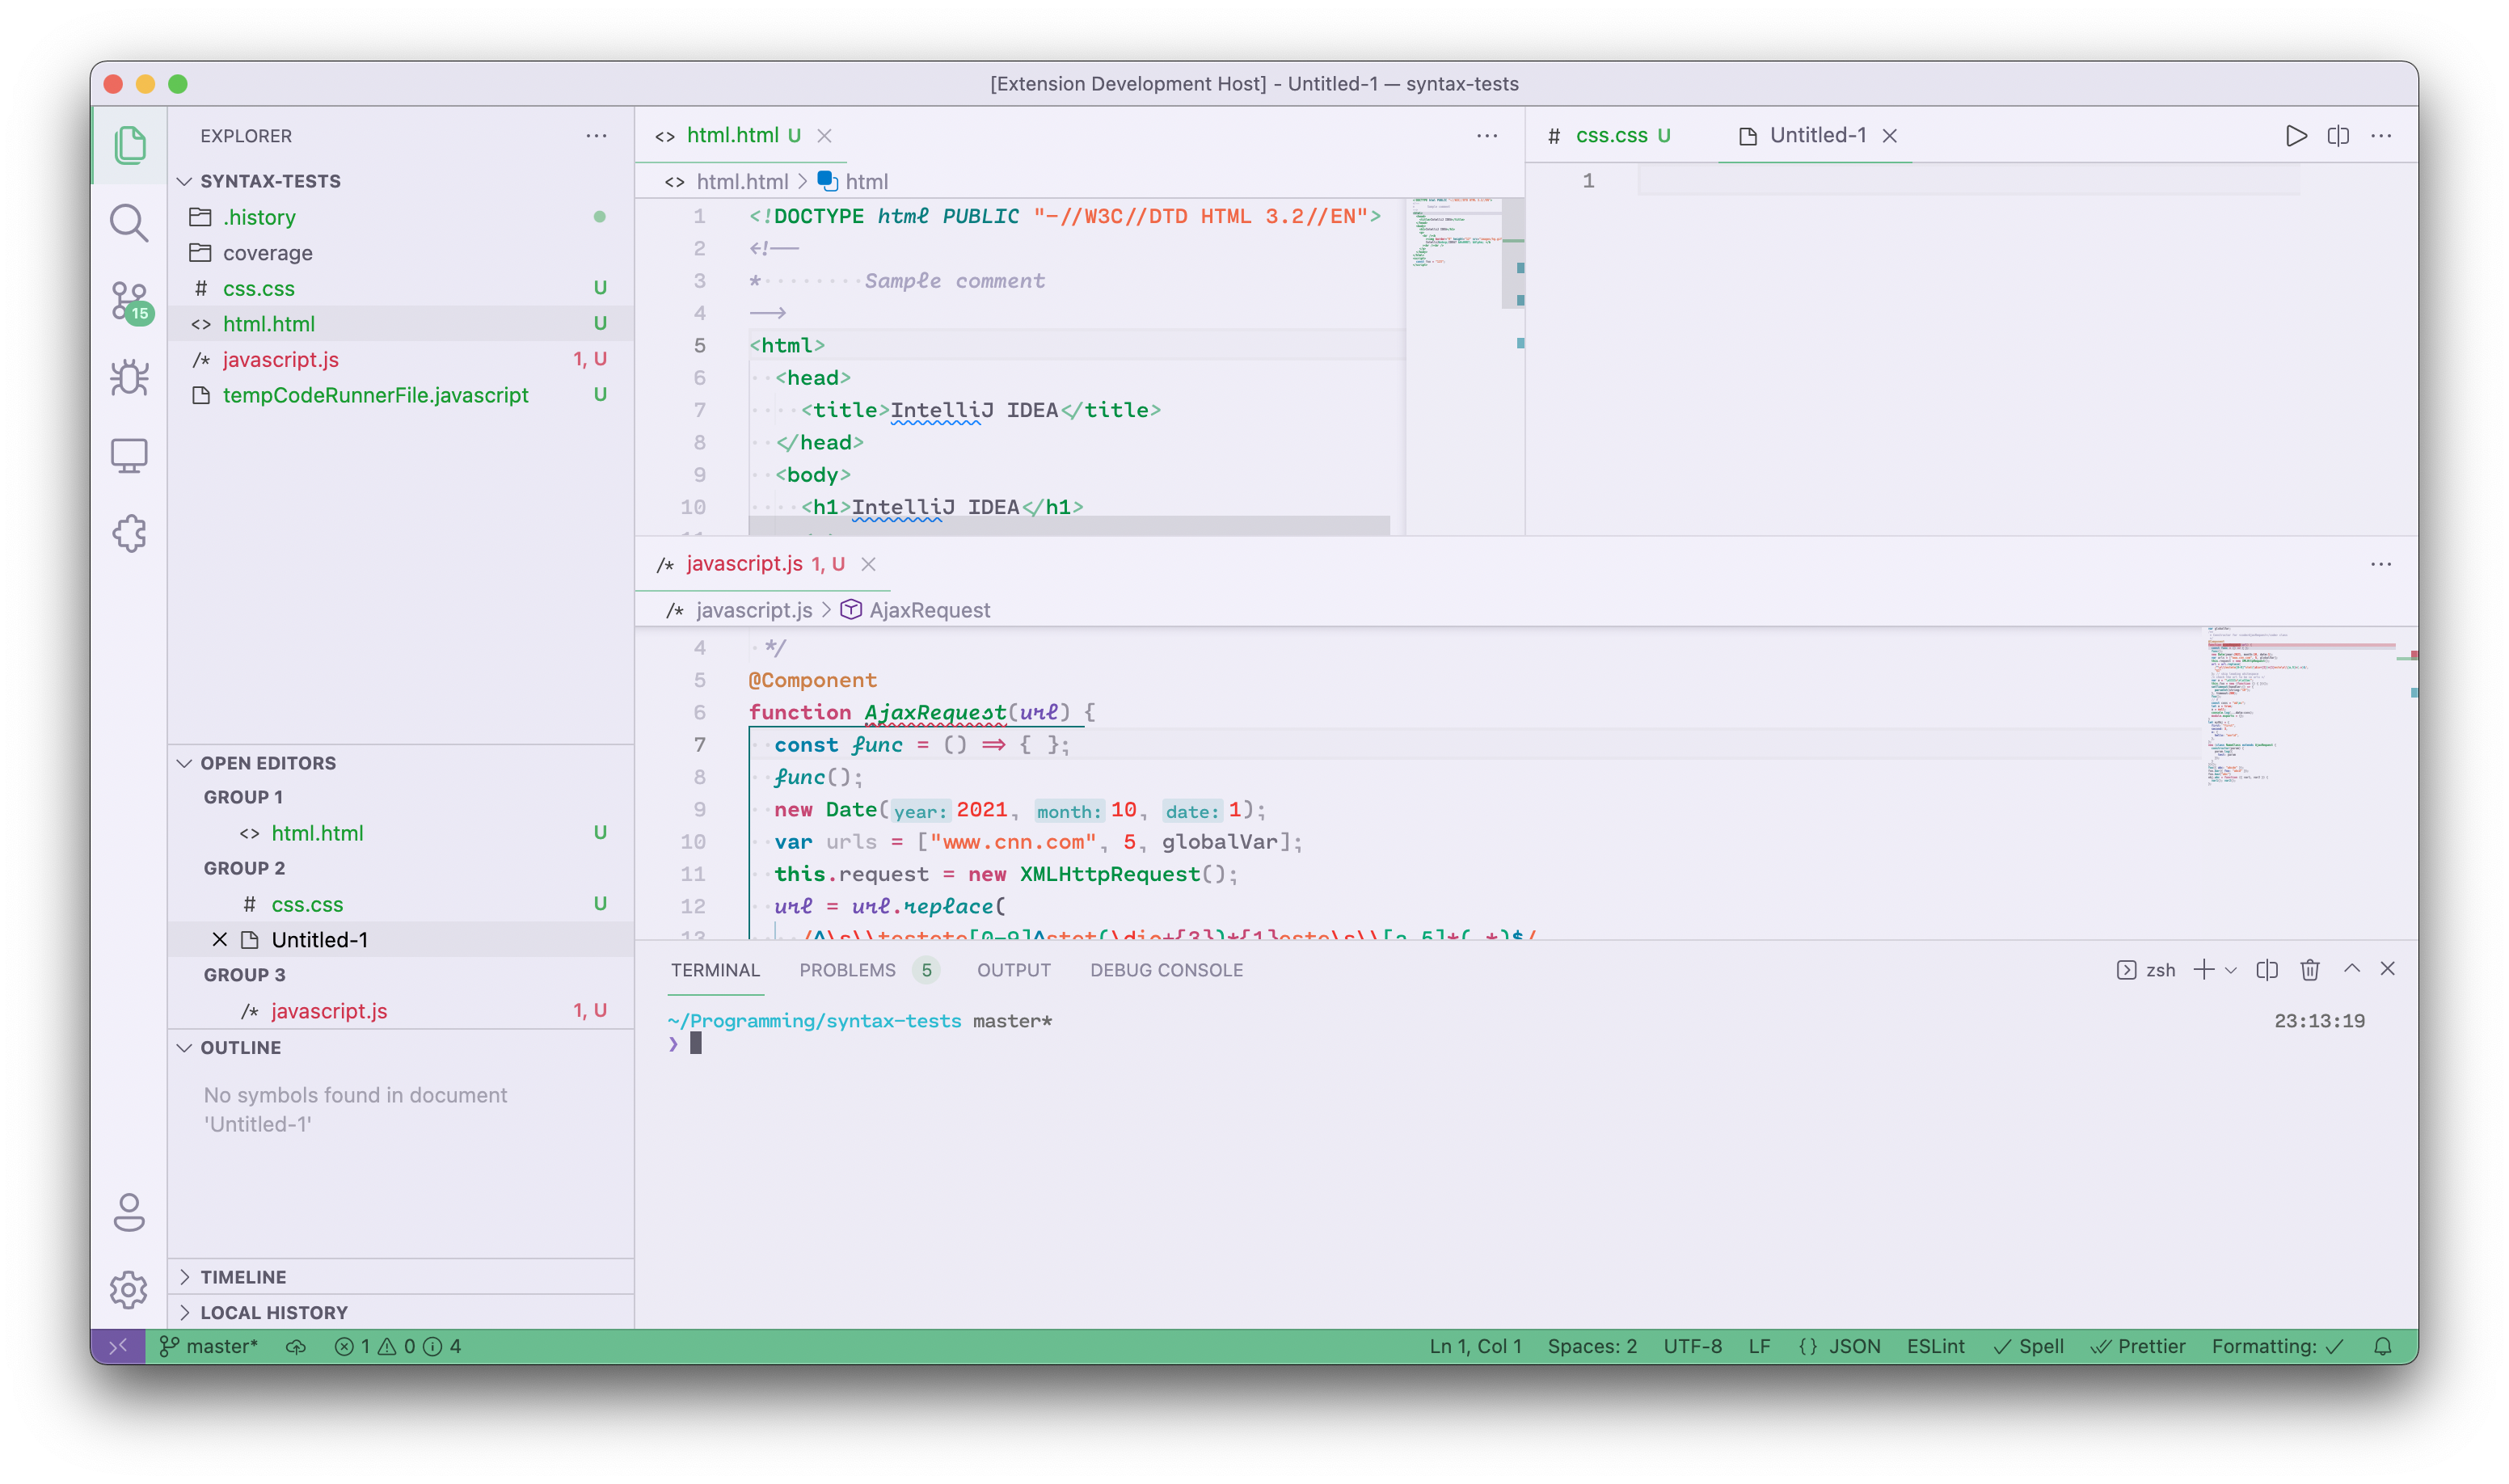 [Extension Development Host] - Untitled-1 — syntax-tests
EXPLORER
SYNTAX-TESTS
.history
coverage
# css.css U
<> html.html U
/* javascript.js 1, U
tempCodeRunnerFile.javascript U
15
OPEN EDITORS
GROUP 1
<> html.html U
GROUP 2
# css.css U
Untitled-1
GROUP 3
/* javascript.js 1, U
OUTLINE
No symbols found in document
'Untitled-1'
TIMELINE
LOCAL HISTORY
<> html.html U
<> html.html > html
1 <!DOCTYPE html PUBLIC "-//W3C//DTD HTML 3.2//EN">
2 <!--
3 * Sample comment
4 -->
5 <html>
6 <head>
7 <title>IntelliJ IDEA</title>
8 </head>
9 <body>
10 <h1>IntelliJ IDEA</h1>
# css.css U Untitled-1
1
/* javascript.js 1, U
/* javascript.js > AjaxRequest
4 */
5 @Component
6 function AjaxRequest(url) {
7 const func = () => { };
8 func();
9 new Date(year: 2021, month: 10, date: 1);
10 var urls = ["www.cnn.com", 5, globalVar];
11 this.request = new XMLHttpRequest();
12 url = url.replace(
13
TERMINAL PROBLEMS 5 OUTPUT DEBUG CONSOLE zsh
~/Programming/syntax-tests master* 23:13:19
❯
master* 1 0 4 Ln 1, Col 1 Spaces: 2 UTF-8 LF {} JSON ESLint ✓ Spell Prettier Formatting: ✓